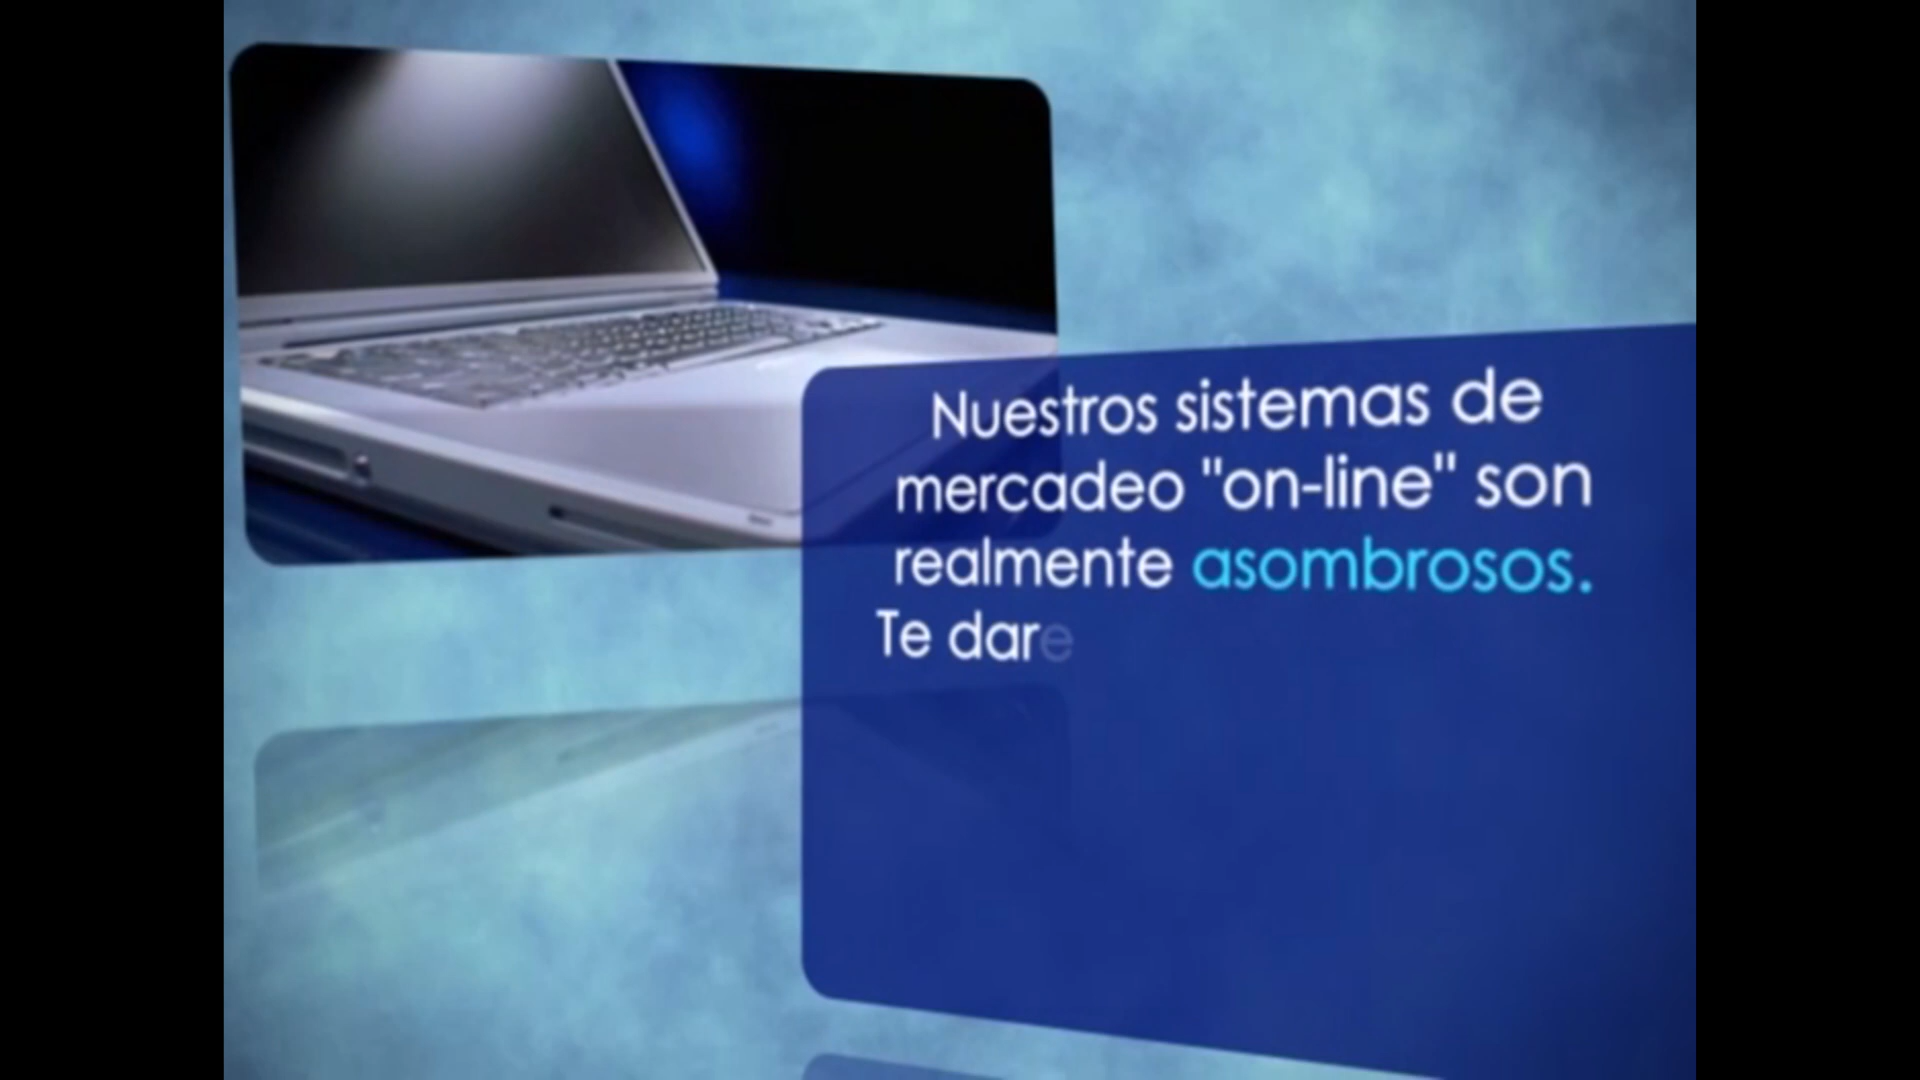 Nuestros sistemas de
mercadeo "on-line" son
realmente asombrosos.
Te dare